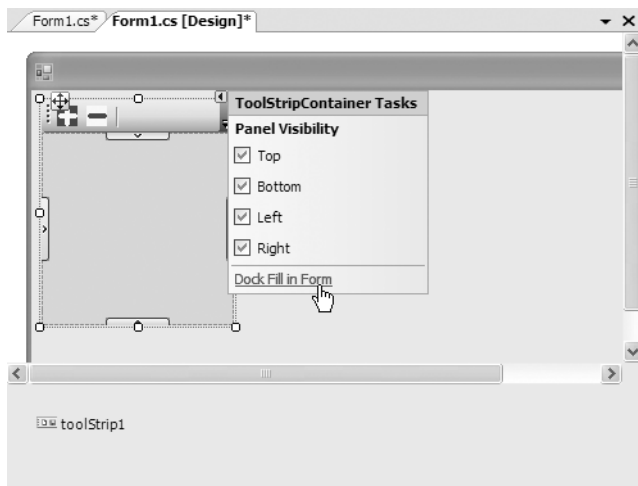 Form1.cs* Form1.cs [Design]*
ToolStripContainer Tasks
Panel Visibility
Top
Bottom
Left
Right
Dock Fill in Form
toolStrip1